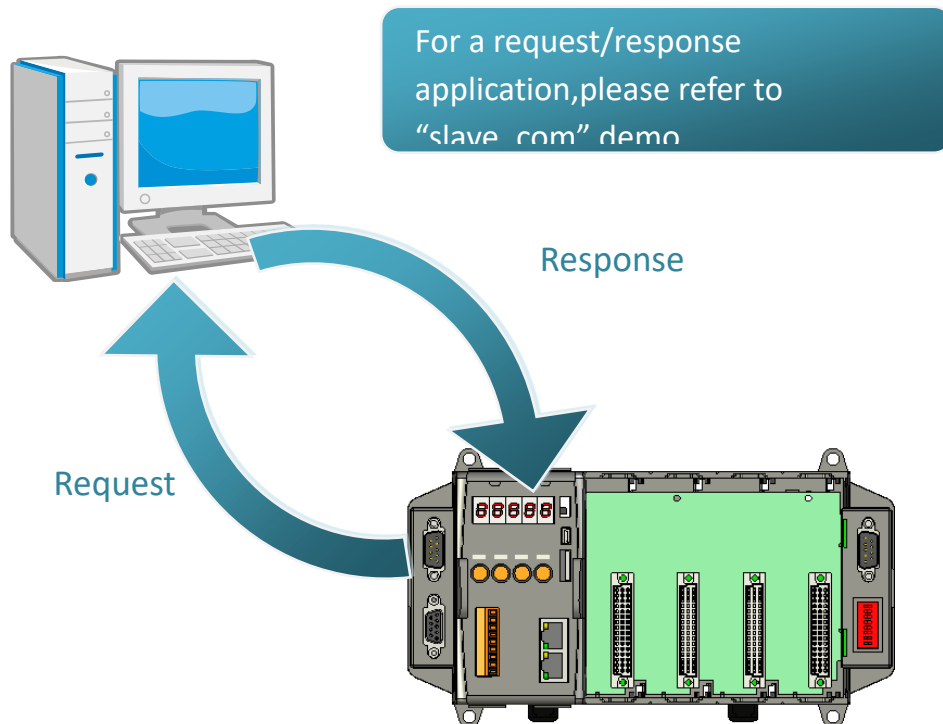 For a request/response
application,please refer to
“slave_com” demo
Response
Request